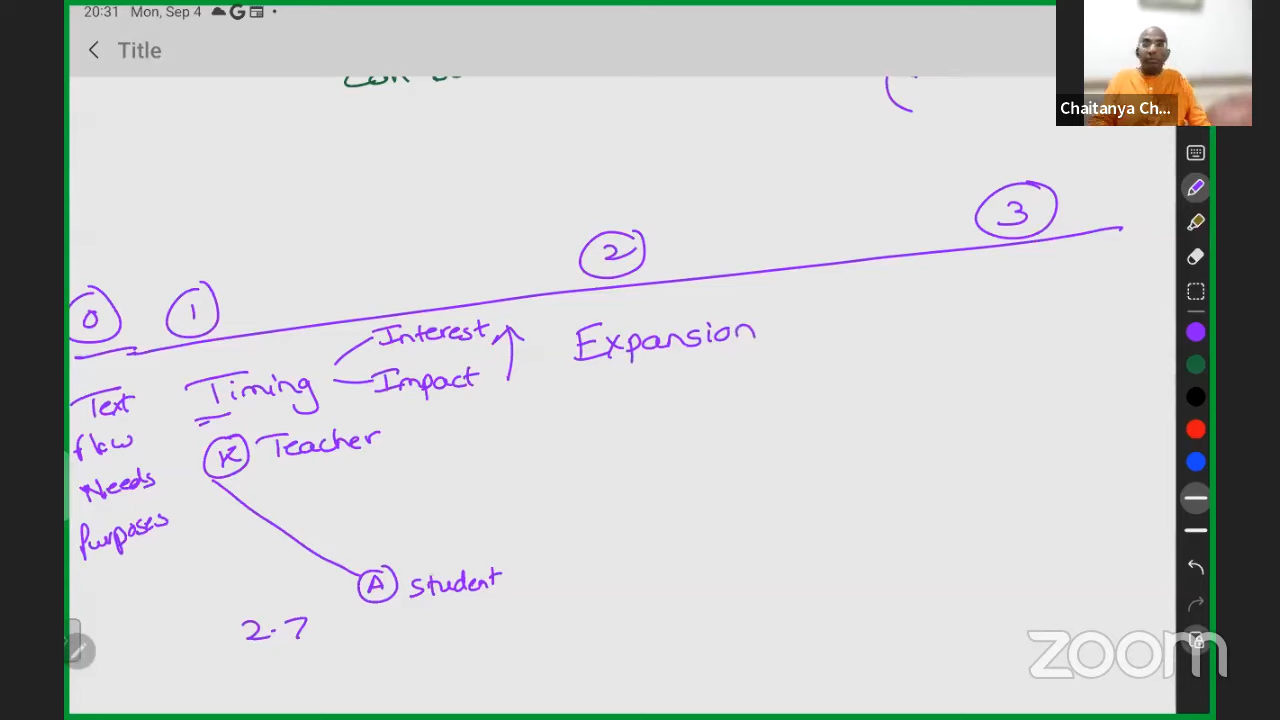 20:31 Mon, Sep 4
Title
Chaitanya Ch...
3
2
0 1
Interest
Expansion
Timing
Impact
Text
flow
K Teacher
Needs
Purposes
A Student
2.7
zoom